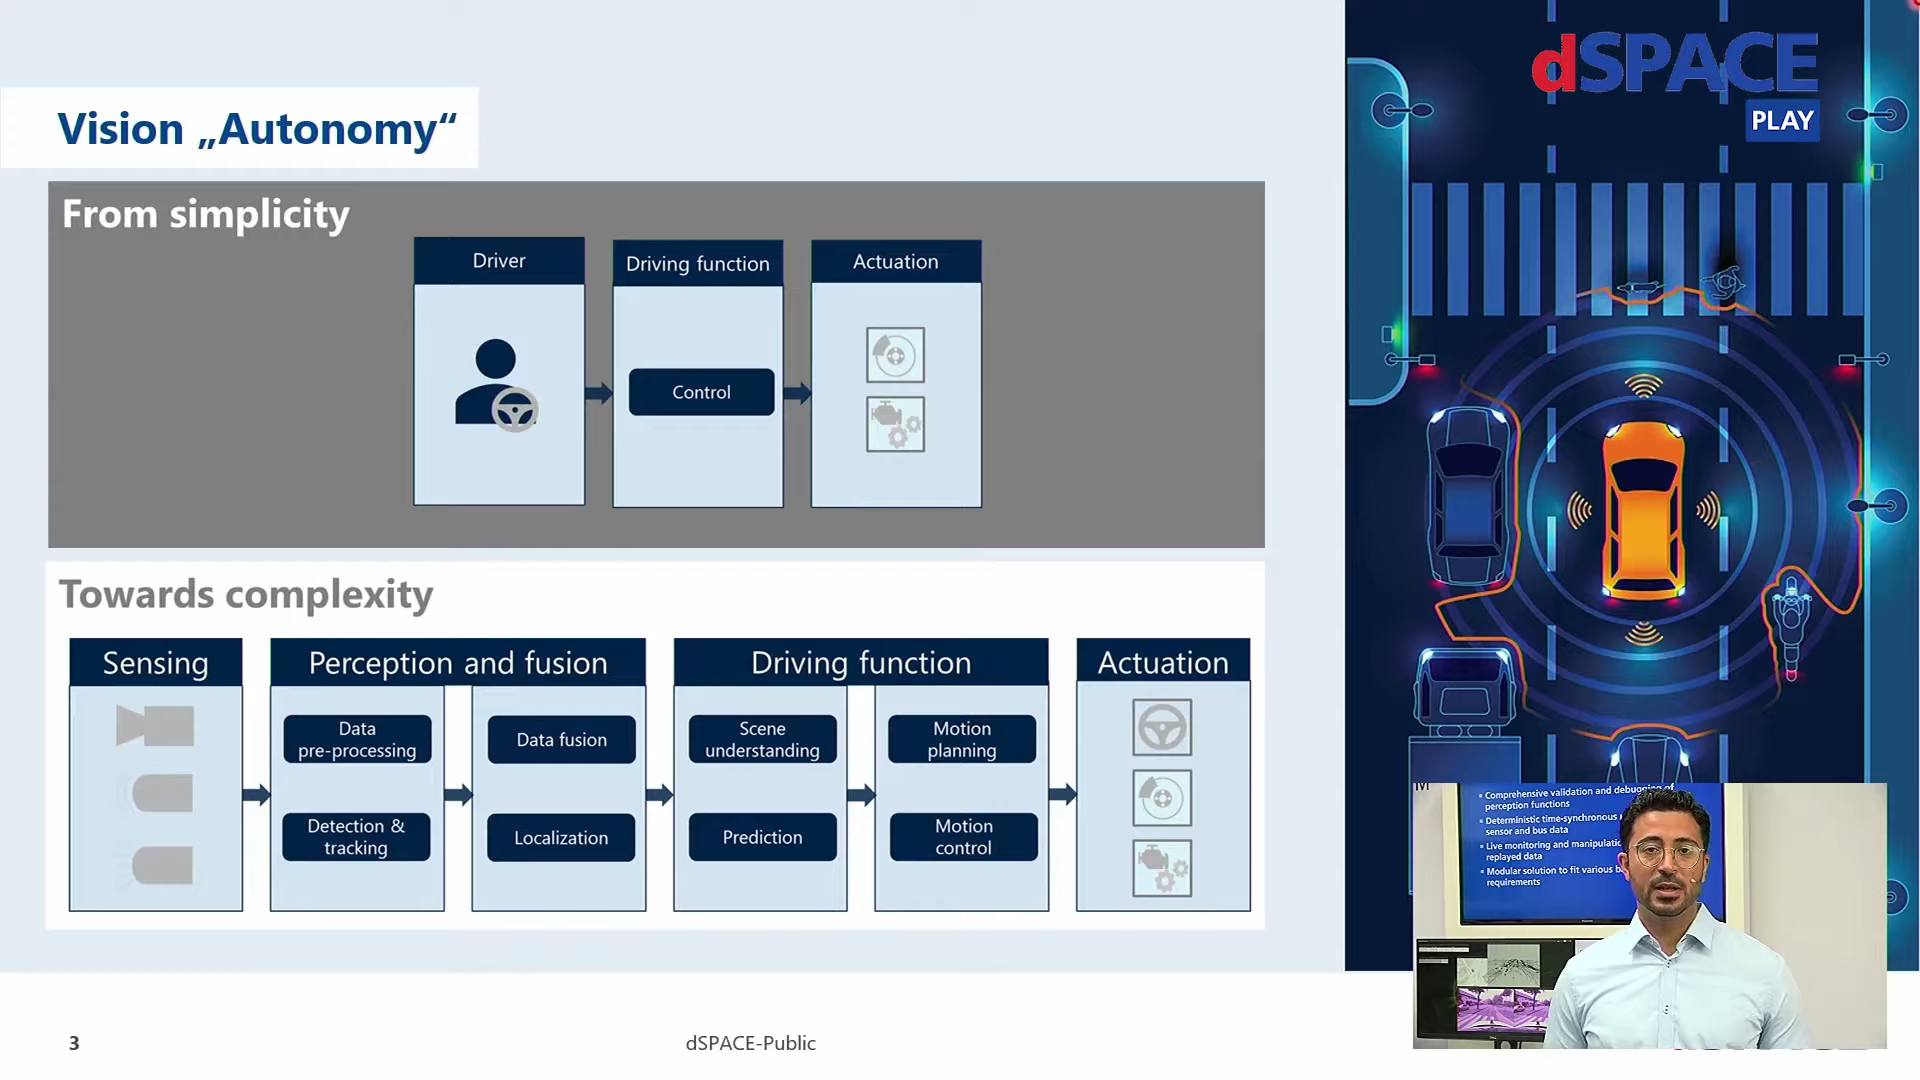 dSPACE
PLAY
Vision „Autonomy“
From simplicity
Driver
Driving function
Actuation
Control
Towards complexity
Sensing
Perception and fusion
Driving function
Actuation
Data
pre-processing
Data fusion
Scene
understanding
Motion
planning
Detection &
tracking
Localization
Prediction
Motion
control
▪ Comprehensive validation and debugging of
perception functions
▪ Deterministic time-synchronous
sensor and bus data
▪ Live monitoring and
replayed data
▪ Modular solution to fit various
requirements
3
dSPACE-Public